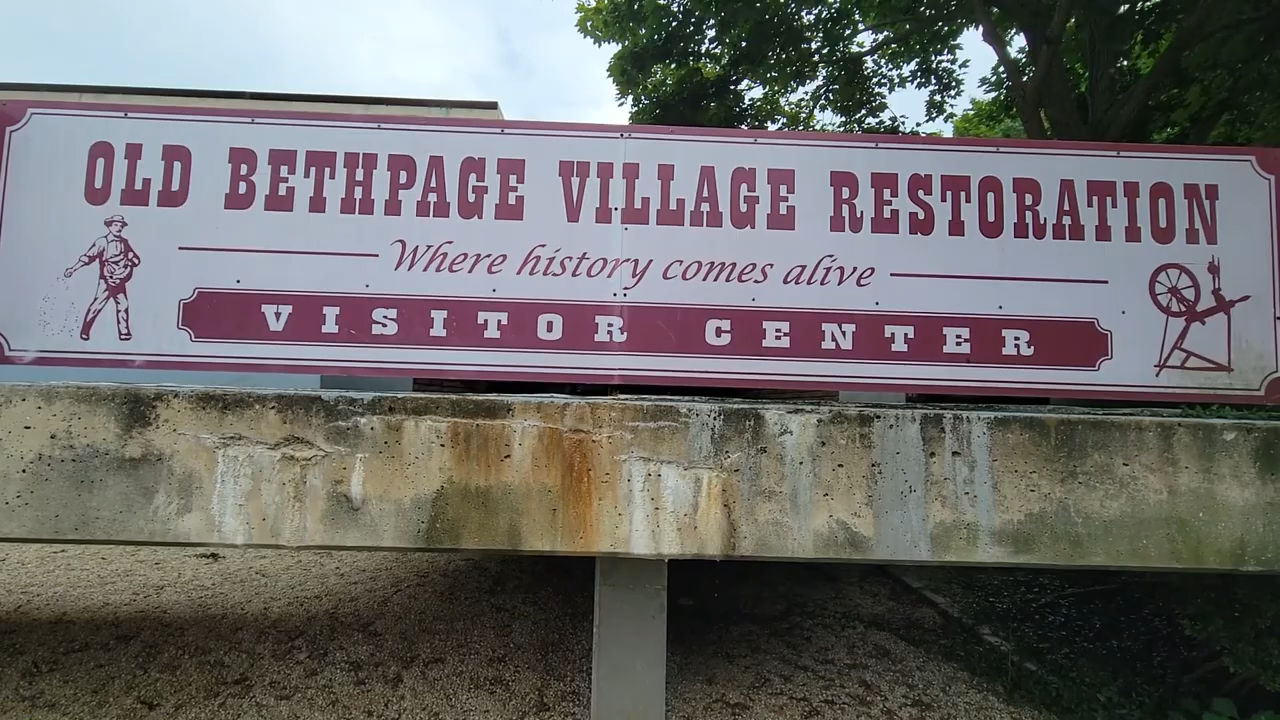 OLD BETHPAGE VILLAGE RESTORATION
Where history comes alive
VISITOR CENTER